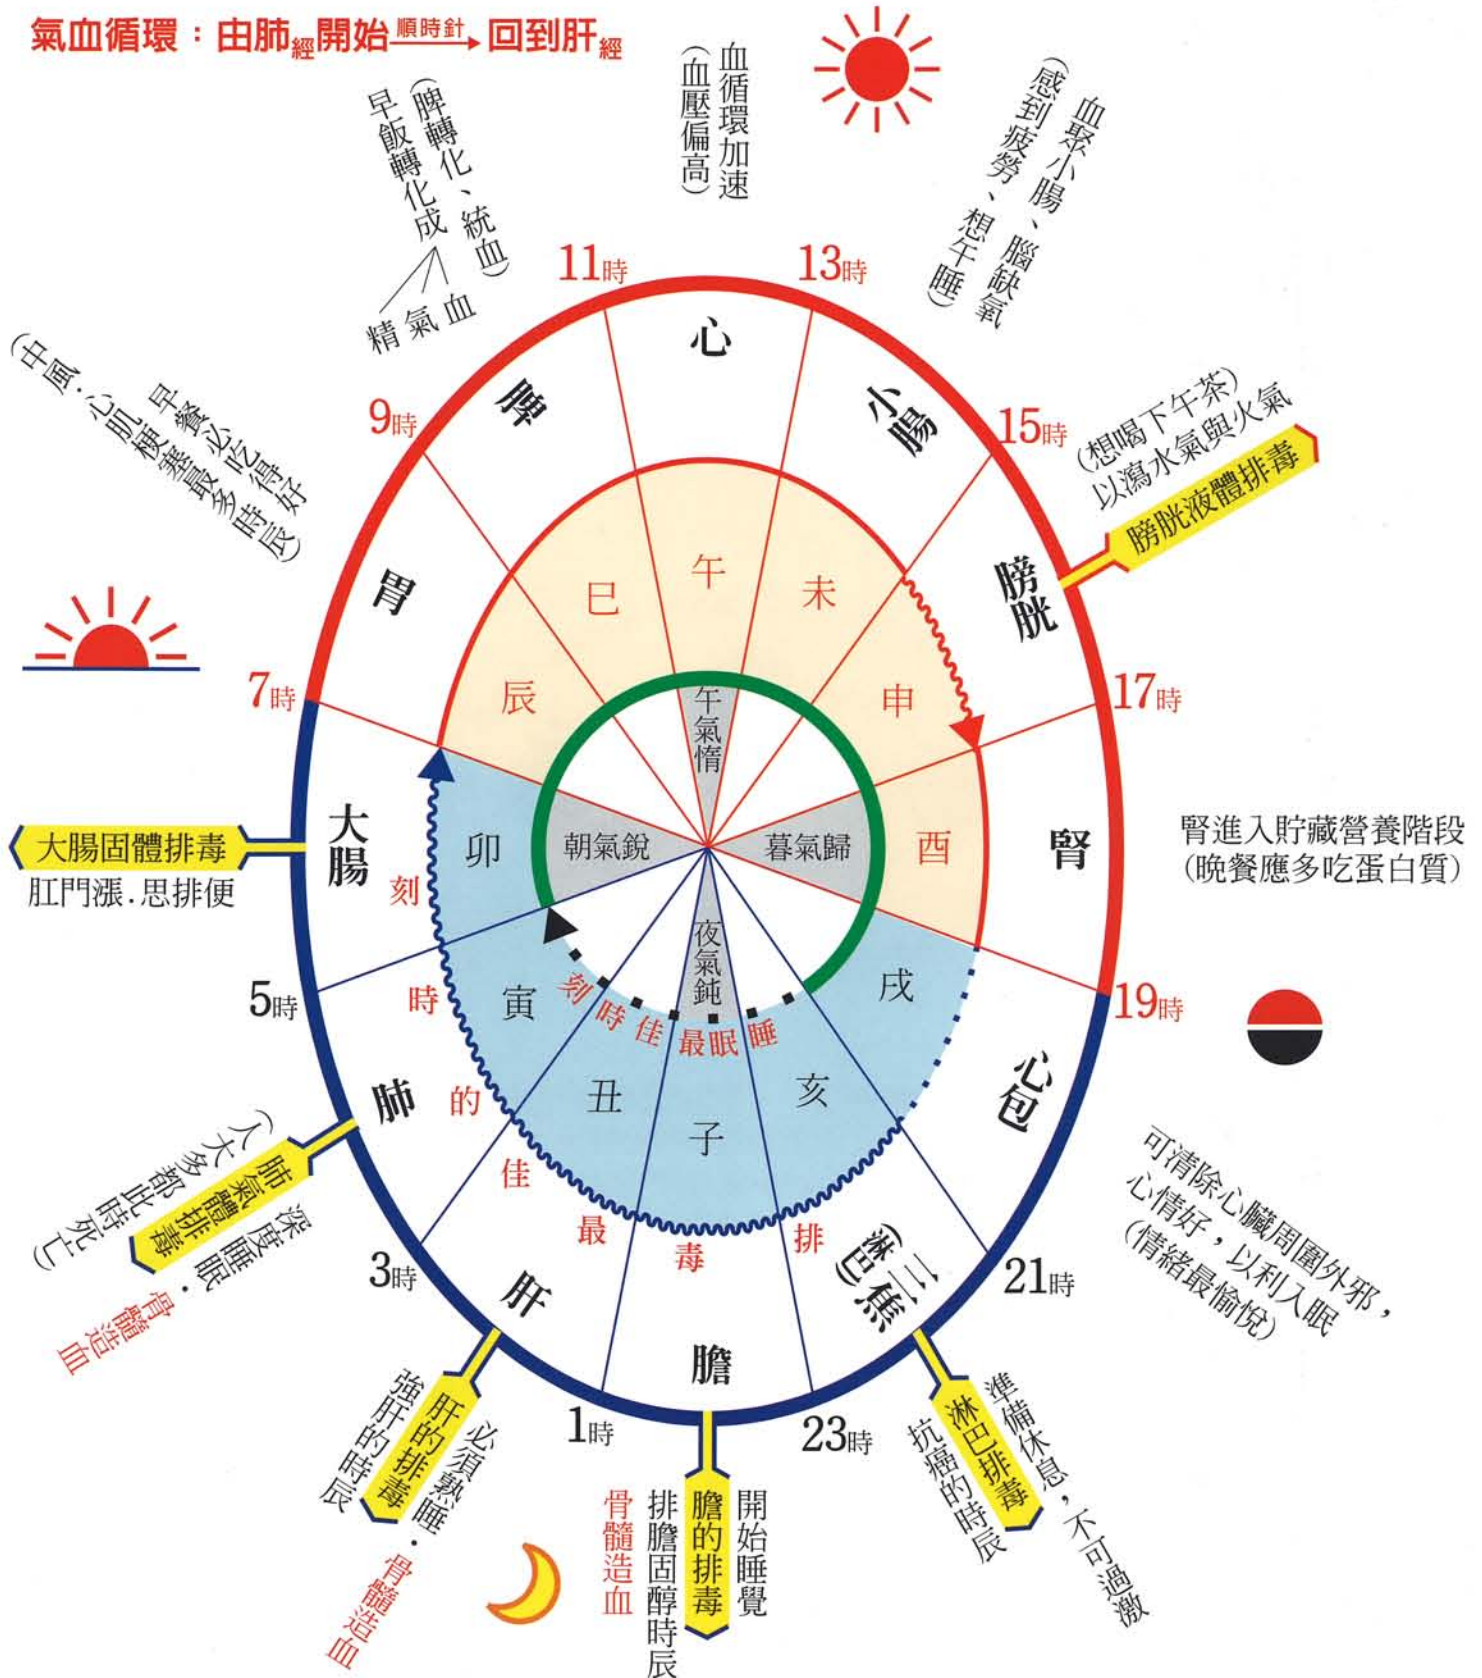 氣血循環：由肺經開始 順時針 回到肝經
血循環加速
(血壓偏高)
血聚小腸、腦缺氧
(感到疲勞、想午睡)
(想喝下午茶)
以瀉水氣與火氣
膀胱液體排毒
腎進入貯藏營養階段
(晚餐應多吃蛋白質)
可清除心臟周圍外邪，
心情好，以利入眠
(情緒最愉悅)
準備休息，不可過激
淋巴排毒
抗癌的時辰
開始睡覺
膽的排毒
排膽固醇時辰
骨髓造血
必須熟睡．骨髓造血
肝的排毒
強肝的時辰
深度睡眠．骨髓造血
肺氣體排毒
(人大多都此時死亡)
大腸固體排毒
肛門漲.思排便
早餐必吃得好
(中風.心肌梗塞最多時辰)
(脾轉化、統血)
早飯轉化成
精 氣 血
11時
13時
15時
17時
19時
21時
23時
1時
3時
5時
7時
9時
心
小腸
膀胱
腎
心包
三焦
(淋巴)
膽
肝
肺
大腸
胃
脾
午
未
申
酉
戌
亥
子
丑
寅
卯
辰
巳
午氣惰
暮氣歸
夜氣鈍
朝氣銳
睡眠最佳時刻
排毒最佳的時刻